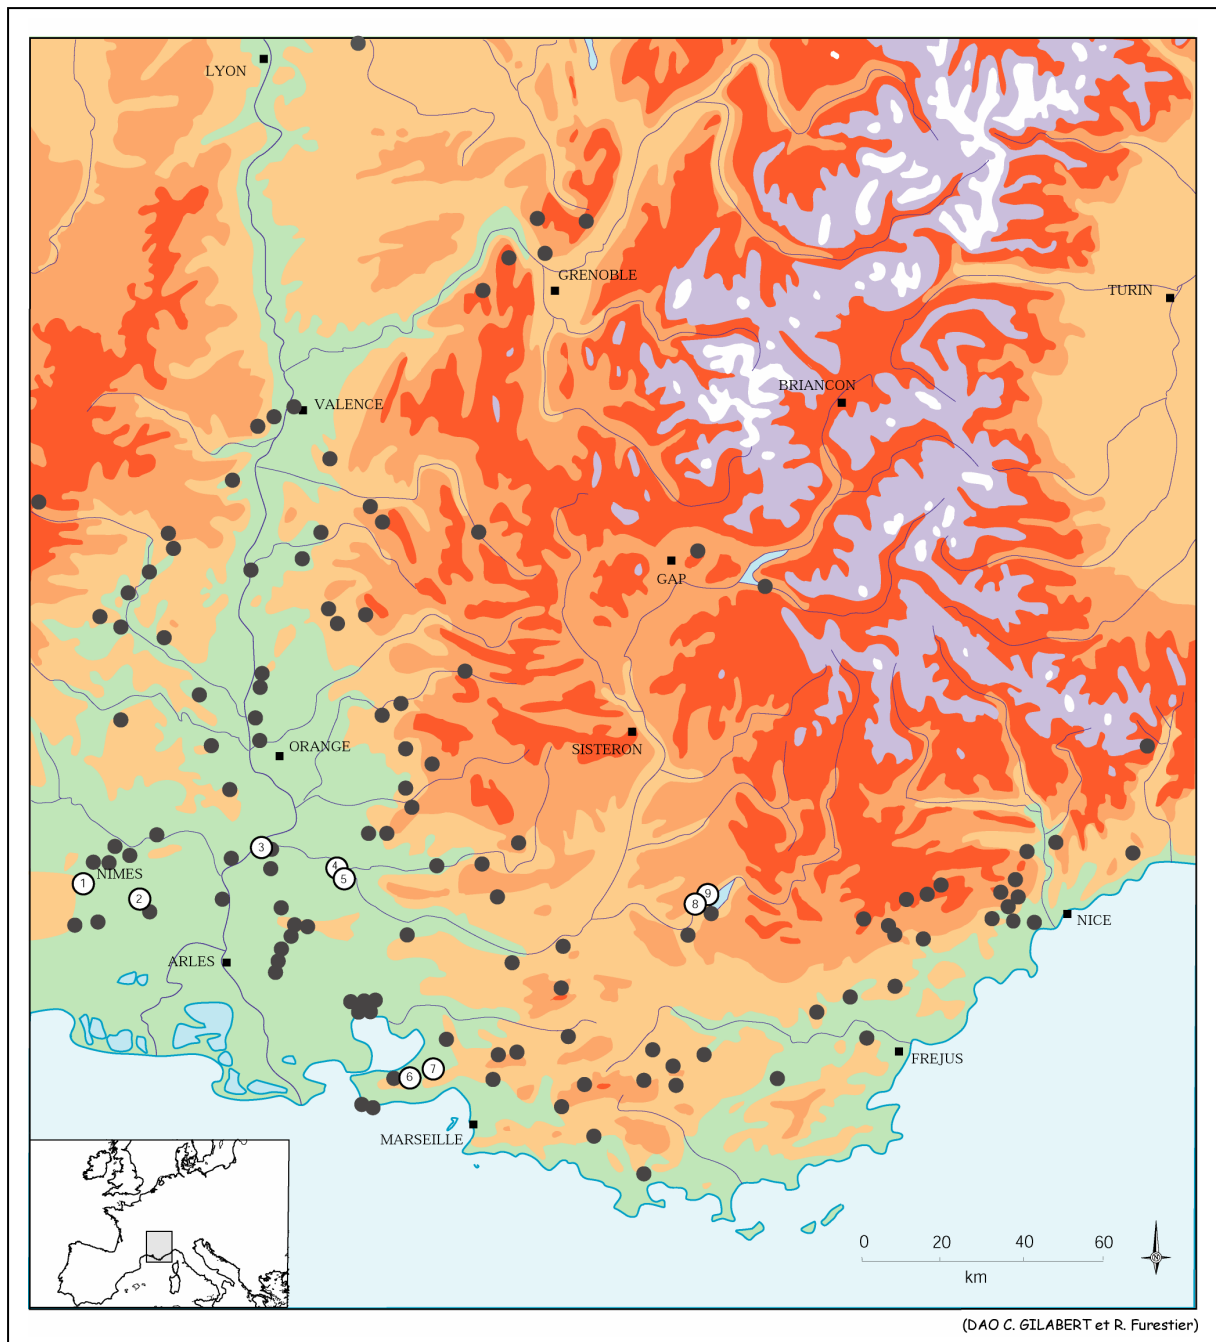 LYON
GRENOBLE
TURIN
BRIANCON
VALENCE
GAP
ORANGE
SISTERON
3
4
5
1
NIMES
2
9
8
NICE
ARLES
FREJUS
7
6
MARSEILLE
0 20 40 60
km
N
(DAO C. GILABERT et R. Furestier)